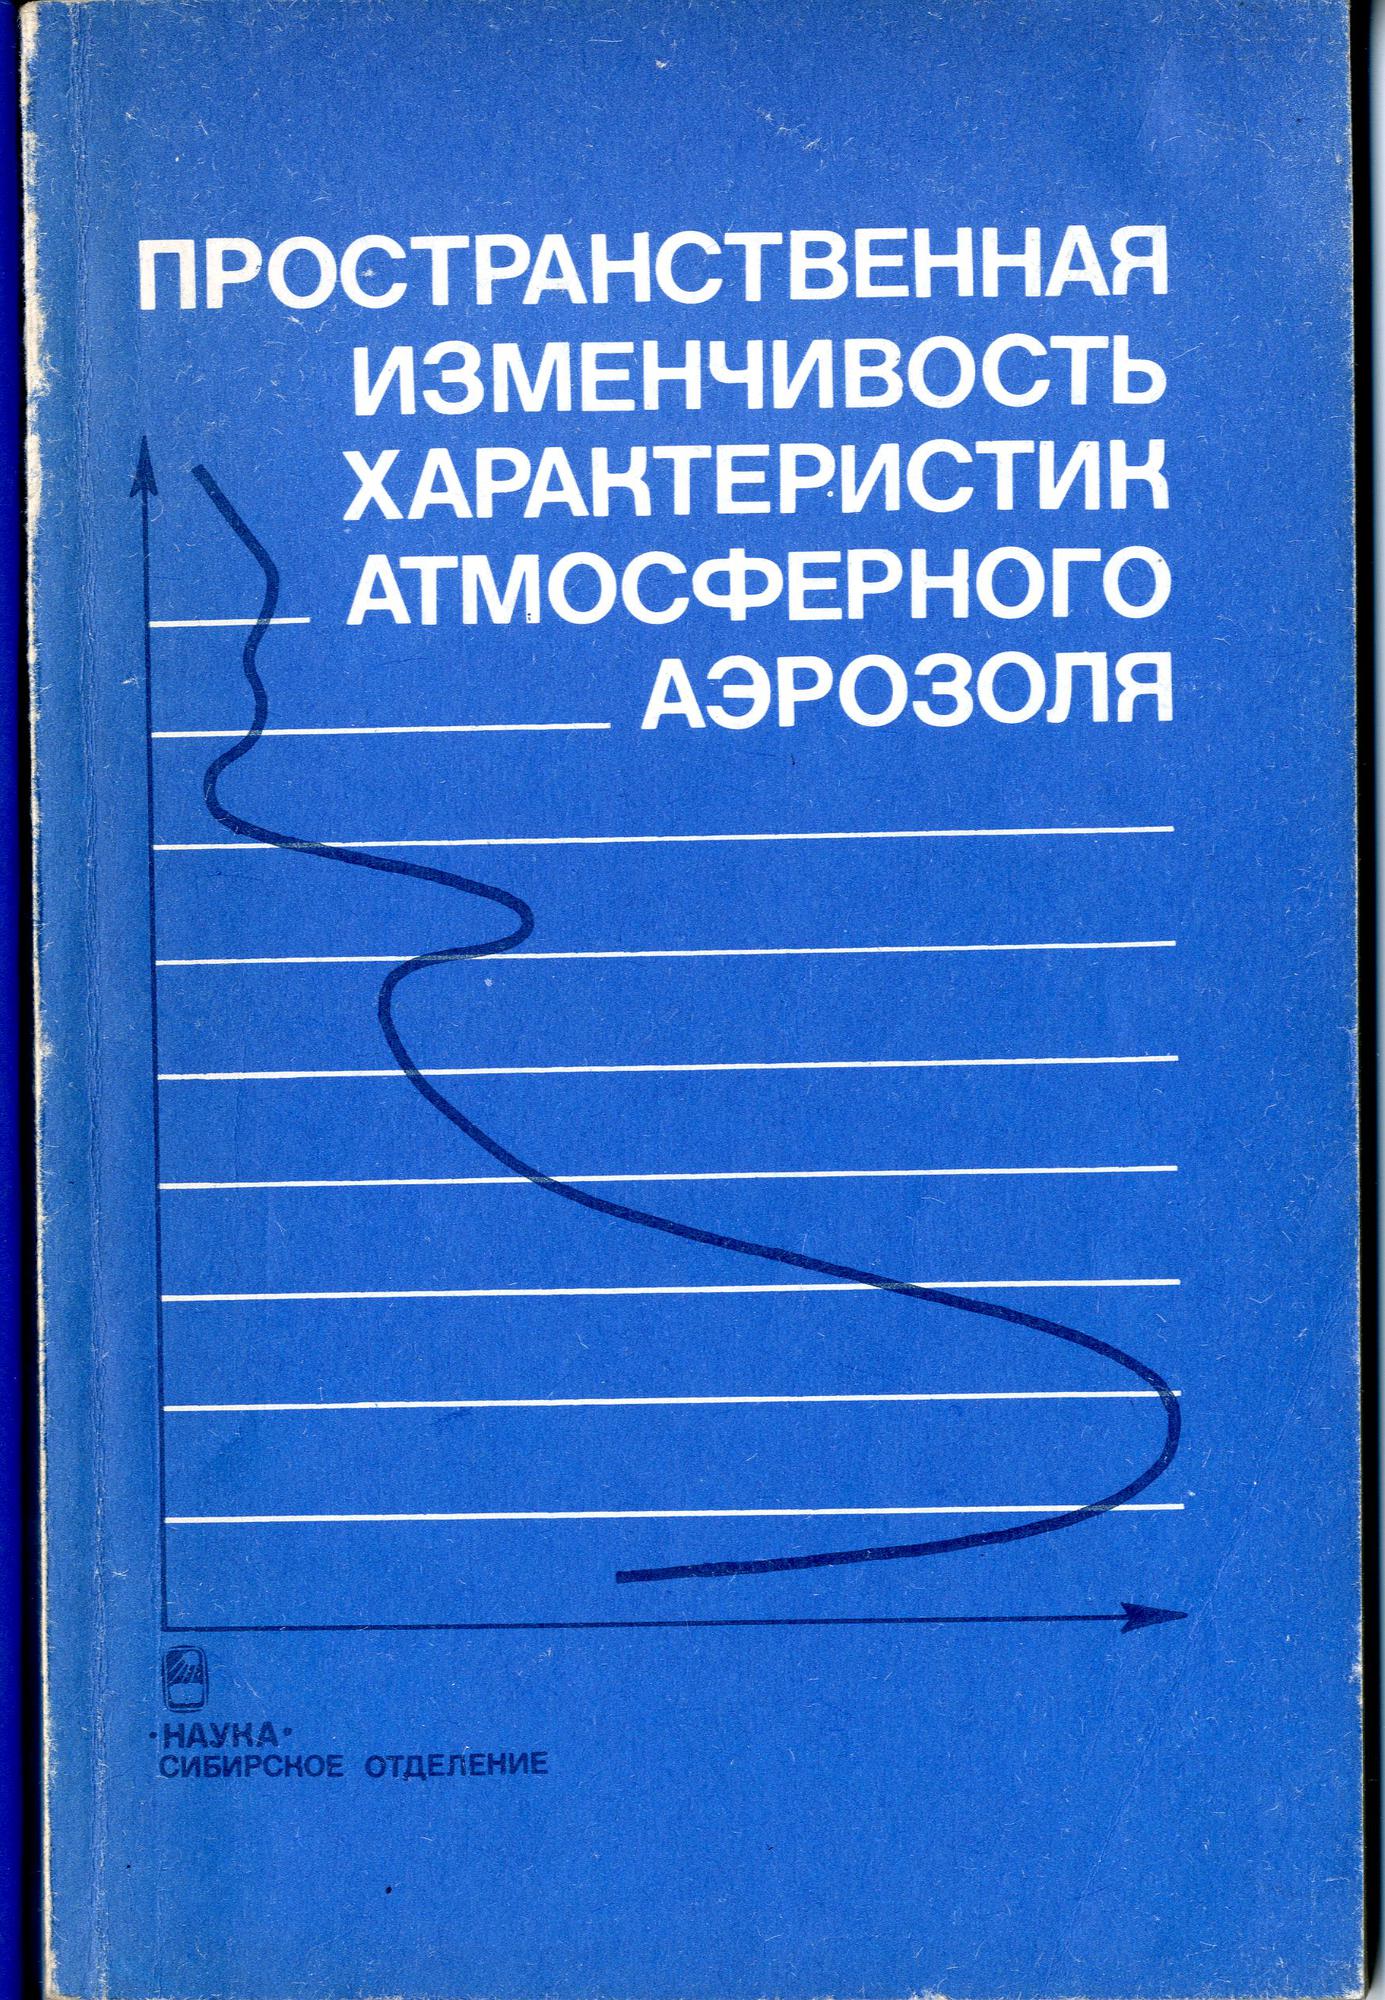 ПРОСТРАНСТВЕННАЯ
ИЗМЕНЧИВОСТЬ
ХАРАКТЕРИСТИК
АТМОСФЕРНОГО
АЭРОЗОЛЯ
·НАУКА·
СИБИРСКОЕ ОТДЕЛЕНИЕ